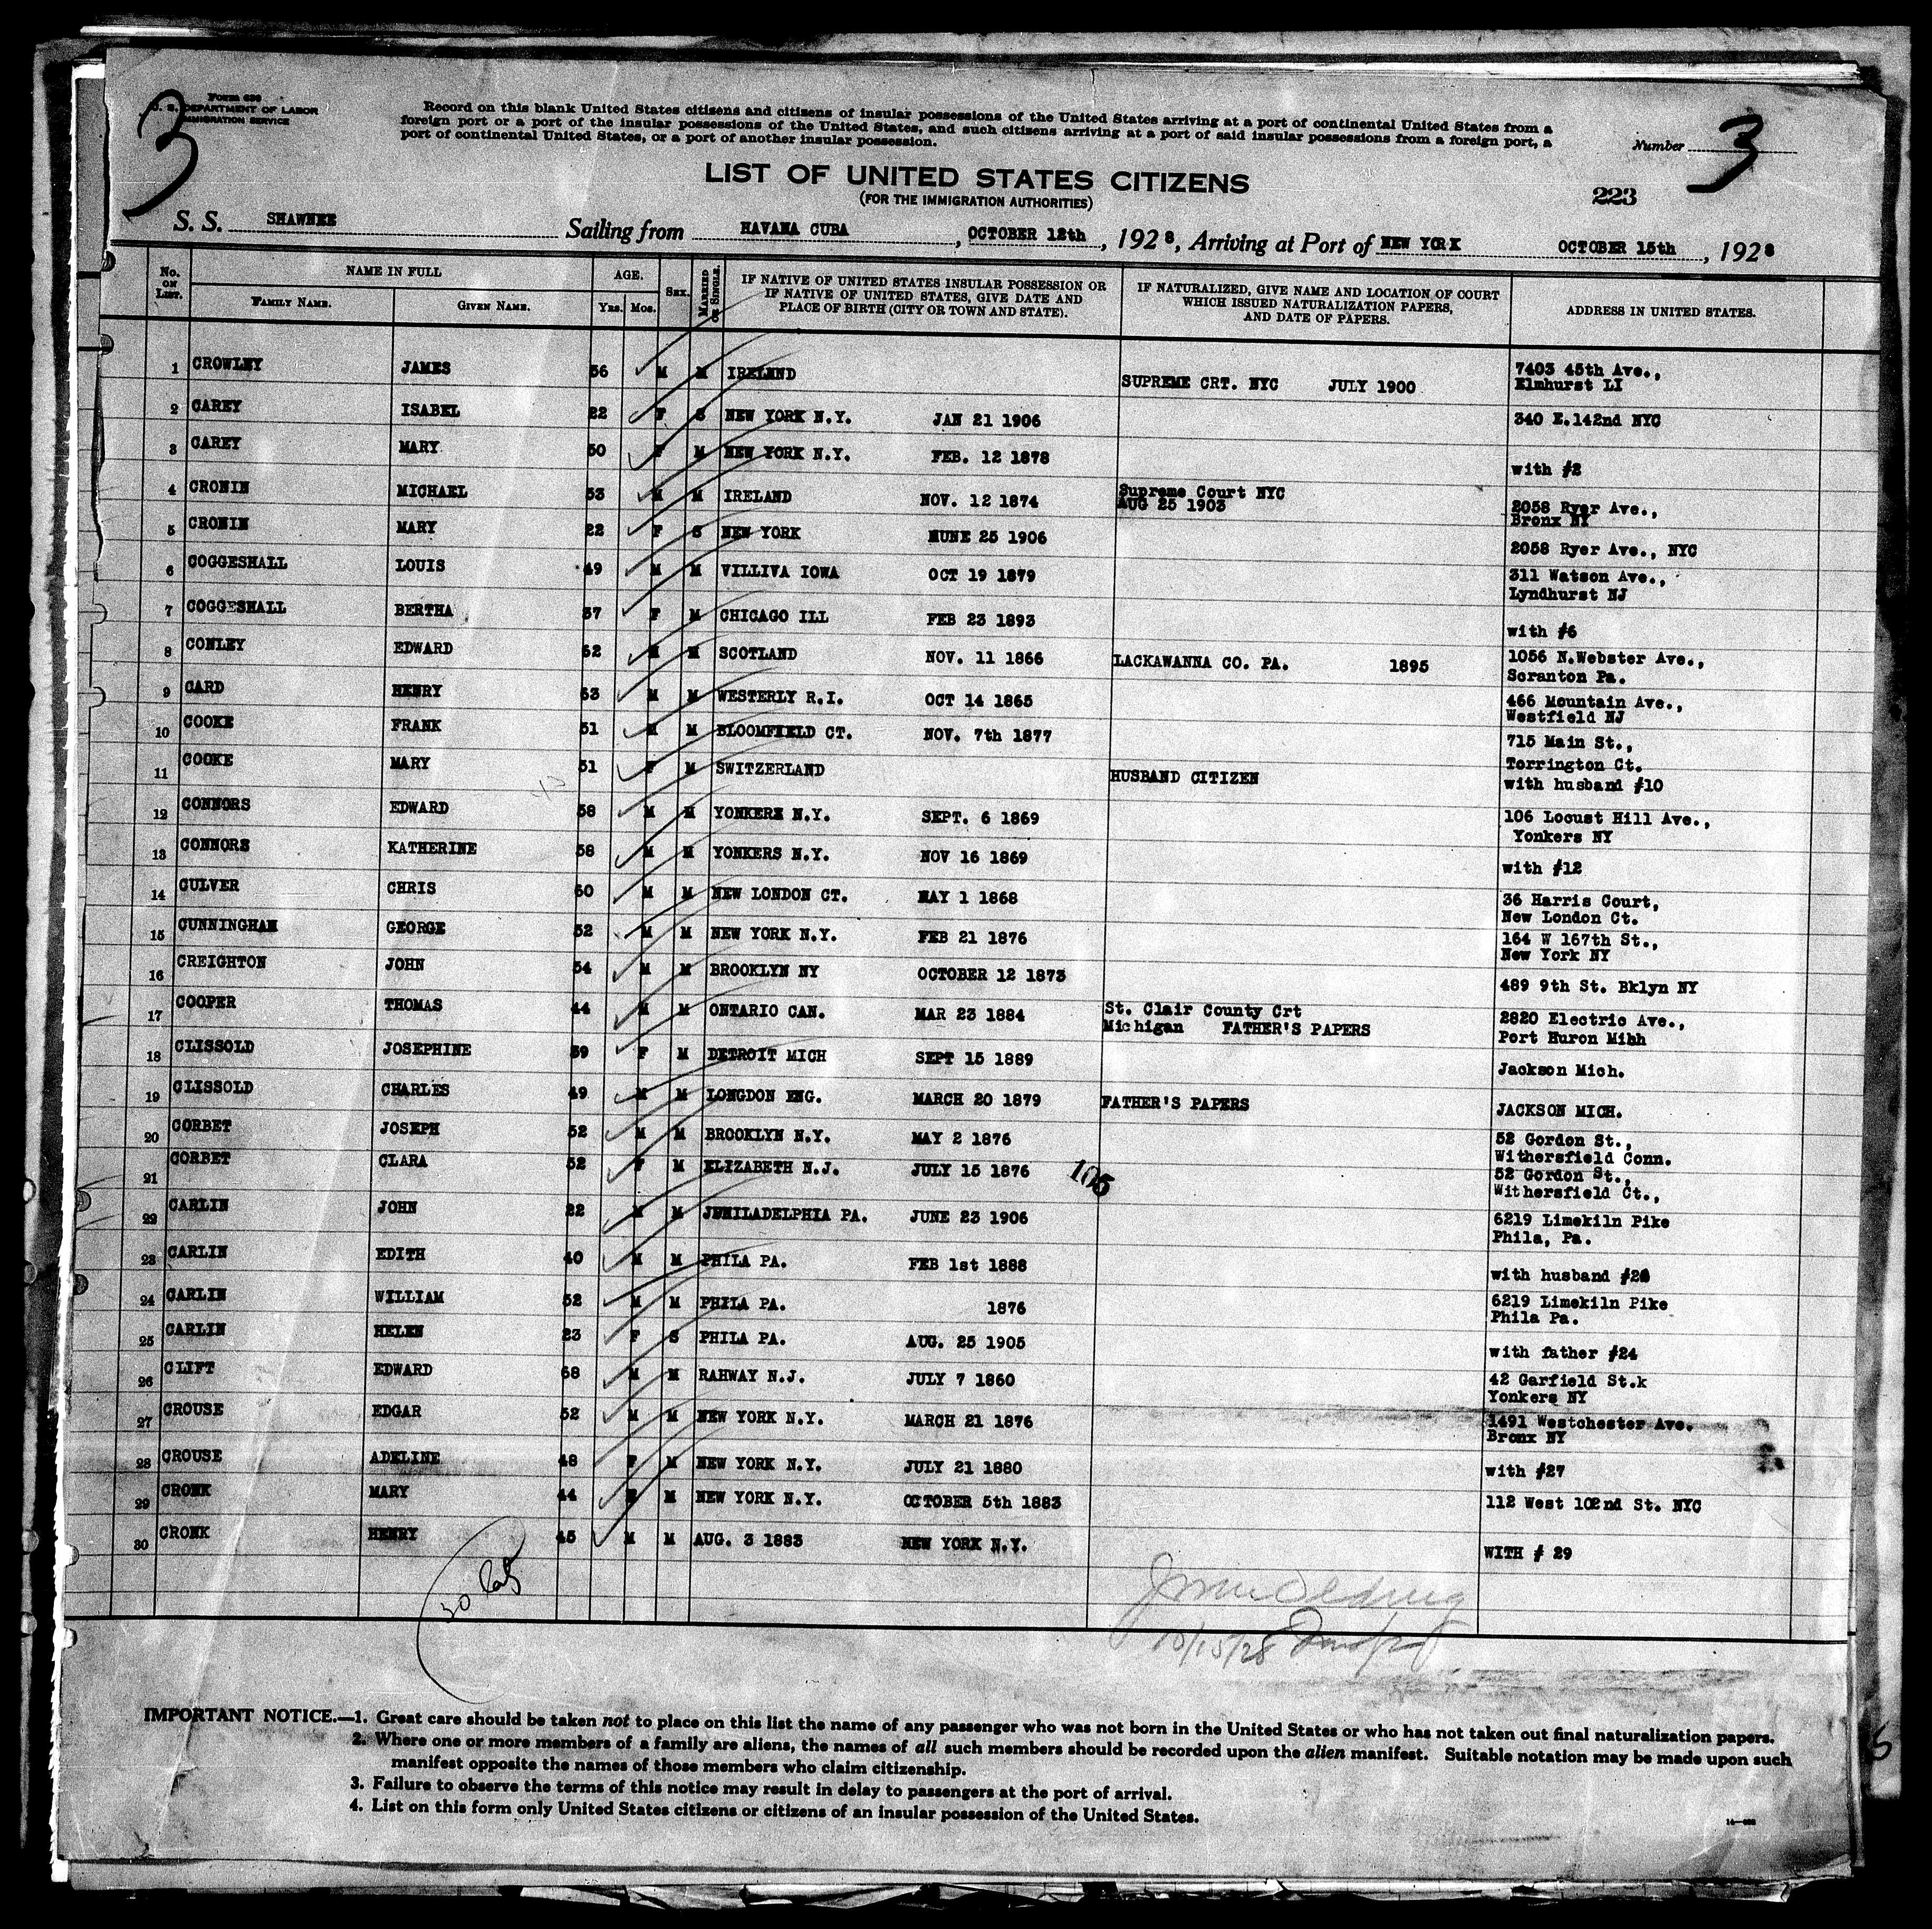 3
Form 630
U. S. DEPARTMENT OF LABOR
IMMIGRATION SERVICE
Record on this blank United States citizens and citizens of insular possessions of the United States arriving at a port of continental United States from a
foreign port or a port of the insular possessions of the United States, and such citizens arriving at a port of said insular possessions from a foreign port, a
port of continental United States, or a port of another insular possession.
Number 3
LIST OF UNITED STATES CITIZENS
(FOR THE IMMIGRATION AUTHORITIES)
223
S. S. SHAWNEE Sailing from HAVANA CUBA, OCTOBER 12th, 1928, Arriving at Port of NEW YORK OCTOBER 15th, 1928
No. ON LIST. NAME IN FULL FAMILY NAME. GIVEN NAME. AGE. YRS. MOS. SEX. MARRIED OR SINGLE. IF NATIVE OF UNITED STATES INSULAR POSSESSION OR IF NATIVE OF UNITED STATES, GIVE DATE AND PLACE OF BIRTH (CITY OR TOWN AND STATE). IF NATURALIZED, GIVE NAME AND LOCATION OF COURT WHICH ISSUED NATURALIZATION PAPERS, AND DATE OF PAPERS. ADDRESS IN UNITED STATES.
1 CROWLEY JAMES 56 M M IRELAND SUPREME CRT. NYC JULY 1900 7403 45th Ave., Elmhurst LI
2 CAREY ISABEL 22 F S NEW YORK N.Y. JAN 21 1906 340 E.142nd NYC
3 CAREY MARY 50 F M NEW YORK N.Y. FEB. 12 1878 with #2
4 CRONIN MICHAEL 53 M M IRELAND NOV. 12 1874 Supreme Court NYC AUG 25 1903 2058 Ryer Ave., Bronx NY
5 CRONIN MARY 22 F S NEW YORK HUNE 25 1906 2058 Ryer Ave., NYC
6 COGGESHALL LOUIS 49 M M VILLIVA IOWA OCT 19 1879 311 Watson Ave., Lyndhurst NJ
7 COGGESHALL BERTHA 37 F M CHICAGO ILL FEB 23 1893 with #6
8 CONLEY EDWARD 62 M M SCOTLAND NOV. 11 1866 LACKAWANNA CO. PA. 1895 1056 N.Webster Ave., Scranton Pa.
9 CARD HENRY 63 M M WESTERLY R.I. OCT 14 1865 466 Mountain Ave., Westfield NJ
10 COOKE FRANK 51 M M BLOOMFIELD CT. NOV. 7th 1877 715 Main St., Torrington Ct.
11 COOKE MARY 51 F M SWITZERLAND HUSBAND CITIZEN with husband #10
12 CONNORS EDWARD 58 M M YONKERS N.Y. SEPT. 6 1869 106 Locust Hill Ave., Yonkers NY
13 CONNORS KATHERINE 58 M M YONKERS N.Y. NOV 16 1869 with #12
14 CULVER CHRIS 60 M M NEW LONDON CT. MAY 1 1868 36 Harris Court, New London Ct.
15 CUNNINGHAM GEORGE 52 M M NEW YORK N.Y. FEB 21 1876 164 W 167th St., New York NY
16 CREIGHTON JOHN 54 M M BROOKLYN NY OCTOBER 12 1873 489 9th St. Bklyn NY
17 COOPER THOMAS 44 M M ONTARIO CAN. MAR 23 1884 St. Clair County Crt Michigan FATHER'S PAPERS 2820 Electric Ave., Port Huron Mihh
18 CLISSOLD JOSEPHINE 39 F M DETROIT MICH SEPT 15 1889 Jackson Mich.
19 CLISSOLD CHARLES 49 M M LONGDON ENG. MARCH 20 1879 FATHER'S PAPERS JACKSON MICH.
20 CORBET JOSEPH 52 M M BROOKLYN N.Y. MAY 2 1876 52 Gordon St., Withersfield Conn.
21 CORBET CLARA 52 F M ELIZABETH N.J. JULY 15 1876 105 52 Gordon St., Withersfield Ct.,
22 CARLIN JOHN 22 M M PHILADELPHIA PA. JUNE 23 1906 6219 Limekiln Pike Phila, Pa.
23 CARLIN EDITH 40 M M PHILA PA. FEB 1st 1888 with husband
24 CARLIN WILLIAM 52 M M PHILA PA. 1876 6219 Limekiln Pike Phila Pa.
25 CARLIN HELEN 23 F S PHILA PA. AUG. 25 1905 with father #24
26 CLIFT EDWARD 68 M M RAHWAY N.J. JULY 7 1860 42 Garfield St.k Yonkers NY
27 CROUSE EDGAR 52 M M NEW YORK N.Y. MARCH 21 1876 1491 Westchester Ave. Bronx NY
28 CROUSE ADELINE 48 F M NEW YORK N.Y. JULY 21 1880 with #27
29 CRONK MARY 44 F M NEW YORK N.Y. OCTOBER 5th 1883 112 West 102nd St. NYC
30 CRONK HENRY 45 M M AUG. 3 1883 NEW YORK N.Y. WITH # 29
30
10/15/28
IMPORTANT NOTICE.—1. Great care should be taken not to place on this list the name of any passenger who was not born in the United States or who has not taken out final naturalization papers.
2. Where one or more members of a family are aliens, the names of all such members should be recorded upon the alien manifest. Suitable notation may be made upon such
manifest opposite the names of those members who claim citizenship.
3. Failure to observe the terms of this notice may result in delay to passengers at the port of arrival.
4. List on this form only United States citizens or citizens of an insular possession of the United States.